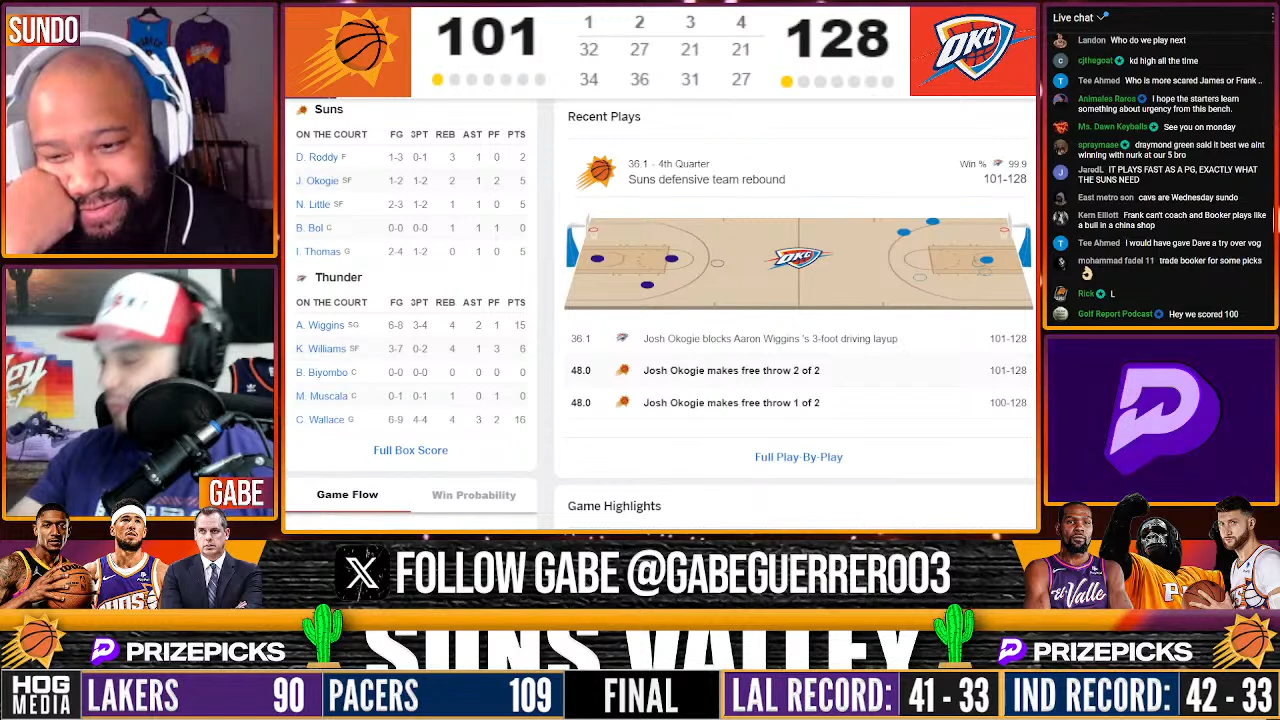 SUNDO
101
1 2 3 4
32 27 21 21
34 36 31 27
128
OKC
Suns
ON THE COURT FG 3PT REB AST PF PTS
D. Roddy F 1-3 0-1 3 1 0 2
J. Okogie SF 1-2 1-2 2 1 2 5
N. Little SF 2-3 1-2 1 1 0 5
B. Bol C 0-0 0-0 1 1 1 0
I. Thomas G 2-4 1-2 0 1 0 5
Thunder
ON THE COURT FG 3PT REB AST PF PTS
A. Wiggins SG 6-8 3-4 4 2 1 15
K. Williams SF 3-7 0-2 4 1 3 6
B. Biyombo C 0-0 0-0 0 0 0 0
M. Muscala C 0-1 0-1 1 0 1 0
C. Wallace G 6-9 4-4 4 3 2 16
Full Box Score
Game Flow Win Probability
Recent Plays
36.1 - 4th Quarter
Suns defensive team rebound
Win % 99.9
101-128
OKC
36.1 Josh Okogie blocks Aaron Wiggins 's 3-foot driving layup 101-128
48.0 Josh Okogie makes free throw 2 of 2 101-128
48.0 Josh Okogie makes free throw 1 of 2 100-128
Full Play-By-Play
Game Highlights
Live chat
Landon Who do we play next
cjthegoat kd high all the time
Tee Ahmed Who is more scared James or Frank ..
Animales Raros I hope the starters learn
something about urgency from this bench.
Ms. Dawn Keyballs See you on monday
spraymase draymond green said it best we aint
winning with nurk at our 5 bro
JaredL IT PLAYS FAST AS A PG, EXACTLY WHAT
THE SUNS NEED
East metro son cavs are Wednesday sundo
Kem Elliott Frank can't coach and Booker plays like
a bull in a china shop
Tee Ahmed I would have gave Dave a try over vog
mohammad fadel 11 trade booker for some picks
👌
Rick L
Golf Report Podcast Hey we scored 100
GABE
FOLLOW GABE @GABEGUERRERO03
SUNS
El Valle
PRIZEPICKS
SUNS VALLEY
PRIZEPICKS
HOG
MEDIA
LAKERS 90 PACERS 109 FINAL LAL RECORD: 41 - 33 IND RECORD: 42 - 33